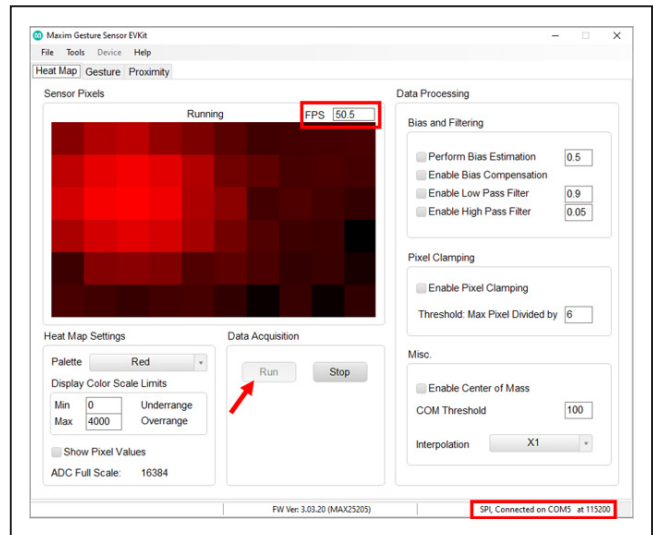 Maxim Gesture Sensor EVKit
File Tools Device Help
Heat Map Gesture Proximity
Sensor Pixels
Running FPS 50.5
Heat Map Settings
Palette Red
Display Color Scale Limits
Min 0 Underrange
Max 4000 Overrange
Show Pixel Values
ADC Full Scale: 16384
Data Acquisition
Run Stop
Data Processing
Bias and Filtering
Perform Bias Estimation 0.5
Enable Bias Compensation
Enable Low Pass Filter 0.9
Enable High Pass Filter 0.05
Pixel Clamping
Enable Pixel Clamping
Threshold: Max Pixel Divided by 6
Misc.
Enable Center of Mass
COM Threshold 100
Interpolation X1
FW Ver: 3.03.20 (MAX25205)
SPI, Connected on COM5 at 115200